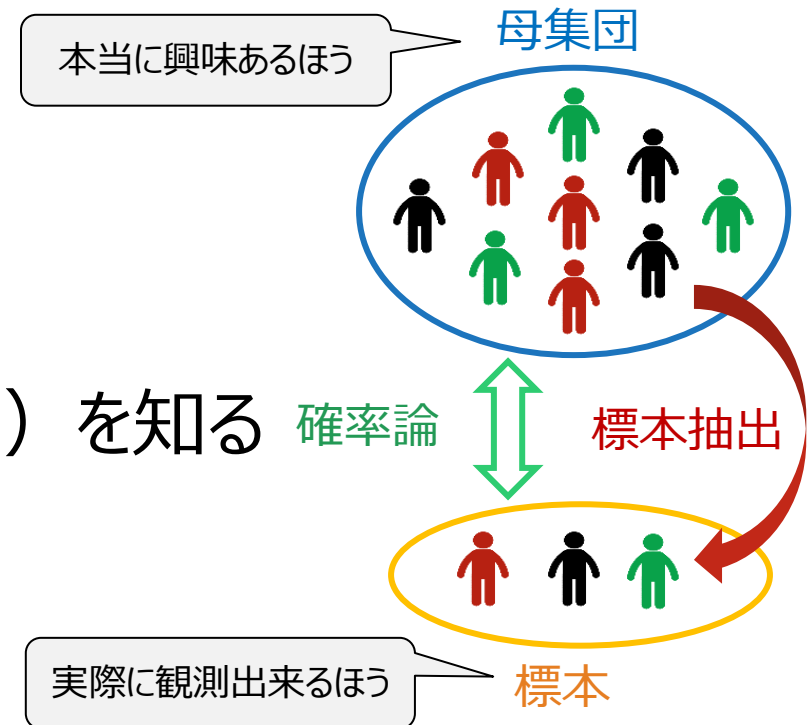 母集団
本当に興味あるほう
）を知る
確率論
標本抽出
実際に観測出来るほう
標本